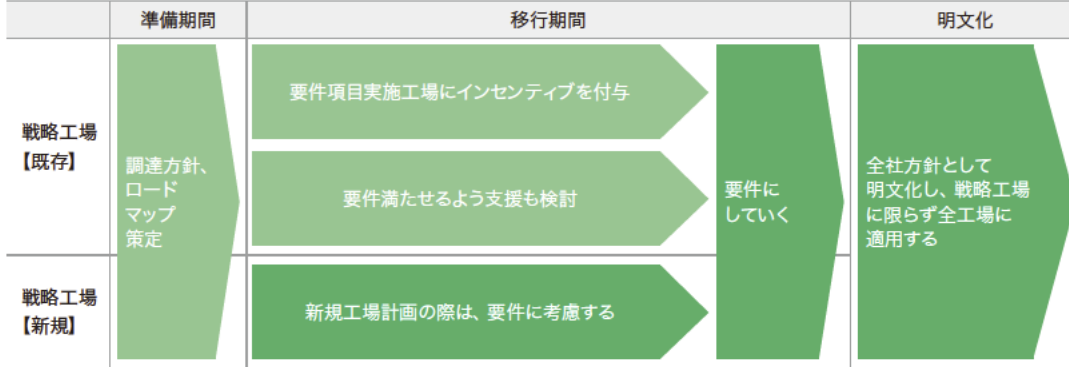 準備期間
移行期間
明文化
戦略工場
【既存】
調達方針、
ロード
マップ
策定
要件項目実施工場にインセンティブを付与
要件満たせるよう支援も検討
要件に
していく
全社方針として
明文化し、戦略工場
に限らず全工場に
適用する
戦略工場
【新規】
新規工場計画の際は、要件に考慮する